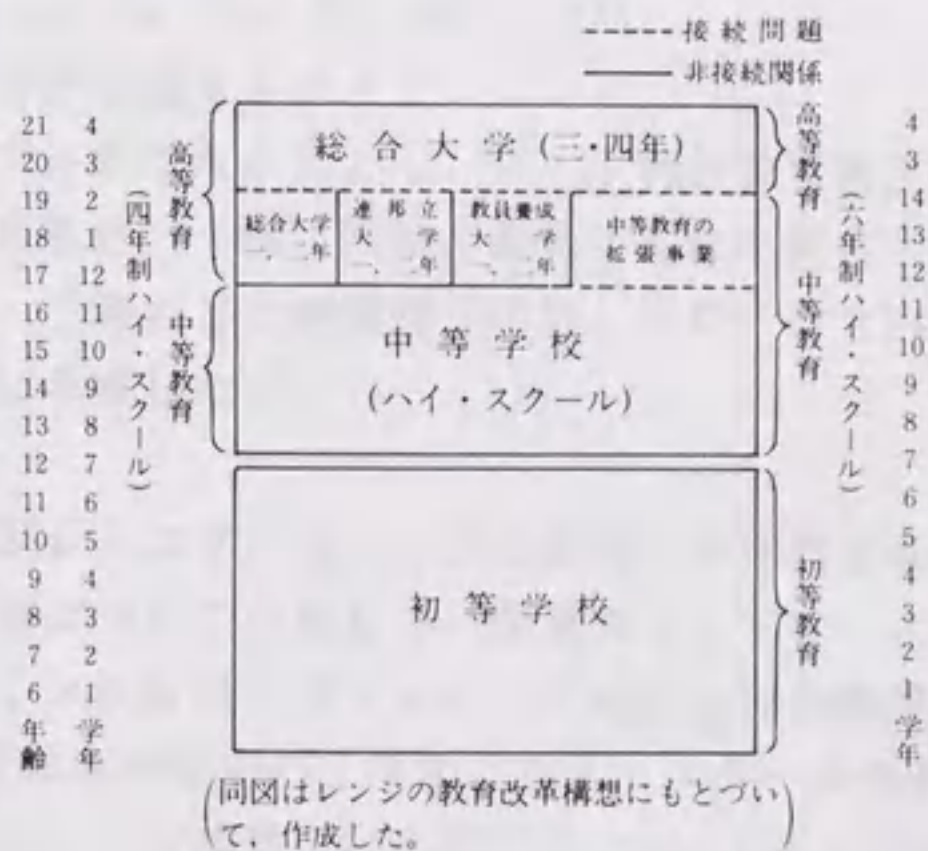 接続問題
非接続関係
21
20
19
18
17
16
15
14
13
12
11
10
9
8
7
6
年齢
4
3
2
1
12
11
10
9
8
7
6
5
4
3
2
1
学年
(四年制ハイ・スクール)
高等教育
中等教育
総合大学(三・四年)
総合大学
一、二年
連邦立
大学
一、二年
教員養成
大学
一、二年
中等教育の
拡張事業
中等学校
(ハイ・スクール)
初等学校
高等教育
中等教育
初等教育
(六年制ハイ・スクール)
4
3
14
13
12
11
10
9
8
7
6
5
4
3
2
1
学年
(同図はレンジの教育改革構想にもとづい
て,作成した。)